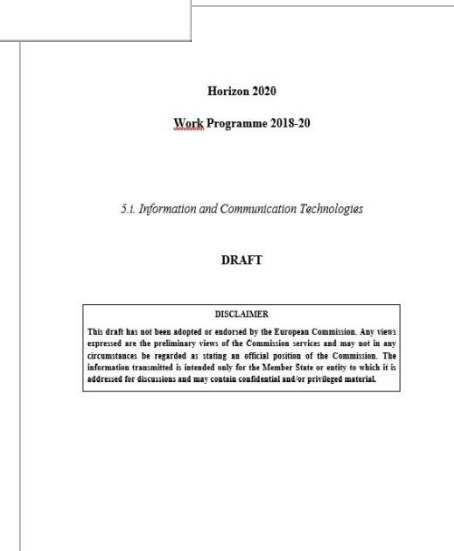 Horizon 2020
Work Programme 2018-20
5.i. Information and Communication Technologies
DRAFT
DISCLAIMER
This draft has not been adopted or endorsed by the European Commission. Any views
expressed are the preliminary views of the Commission services and may not in any
circumstances be regarded as stating an official position of the Commission. The
information transmitted is intended only for the Member State or entity to which it is
addressed for discussions and may contain confidential and/or privileged material.